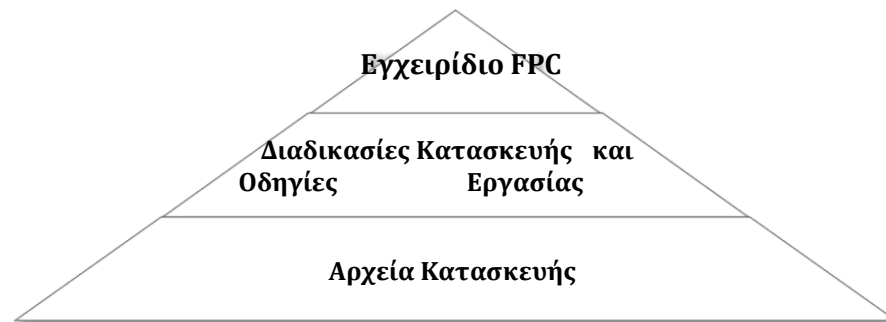 Εγχειρίδιο FPC
Διαδικασίες Κατασκευής και
Οδηγίες Εργασίας
Αρχεία Κατασκευής